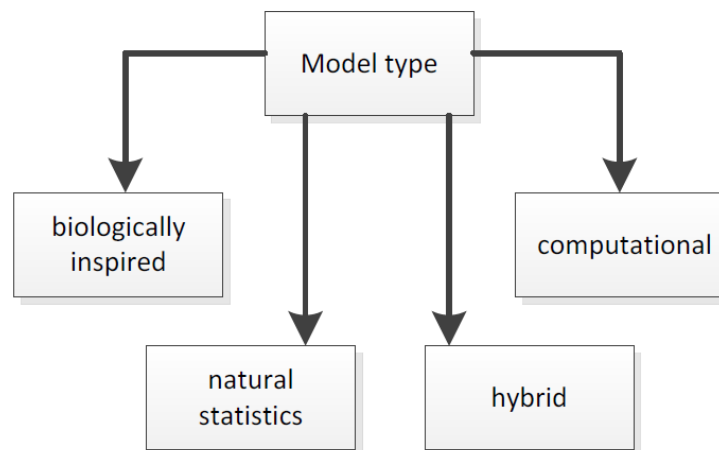 Model type
biologically
inspired
computational
natural
statistics
hybrid